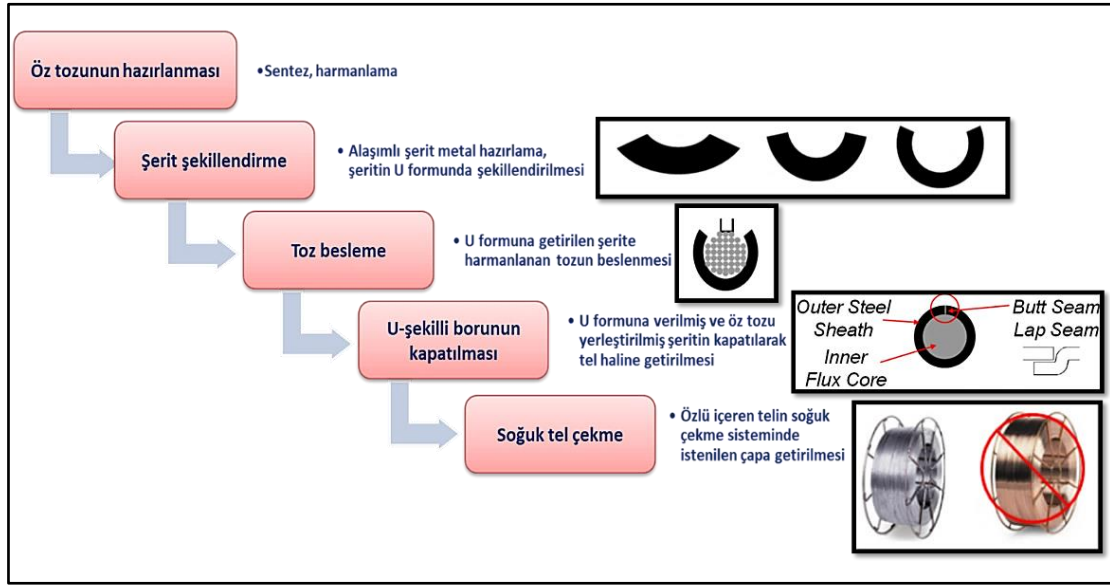 Öz tozunun hazırlanması
•Sentez, harmanlama
Şerit şekillendirme
• Alaşımlı şerit metal hazırlama,
şeritin U formunda şekillendirilmesi
Toz besleme
• U formuna getirilen şerite
harmanlanan tozun beslenmesi
U-şekilli borunun
kapatılması
• U formuna verilmiş ve öz tozu
yerleştirilmiş şeritin kapatılarak
tel haline getirilmesi
Outer Steel
Sheath
Inner
Flux Core
Butt Seam
Lap Seam
Soğuk tel çekme
• Özlü içeren telin soğuk
çekme sisteminde
istenilen çapa getirilmesi